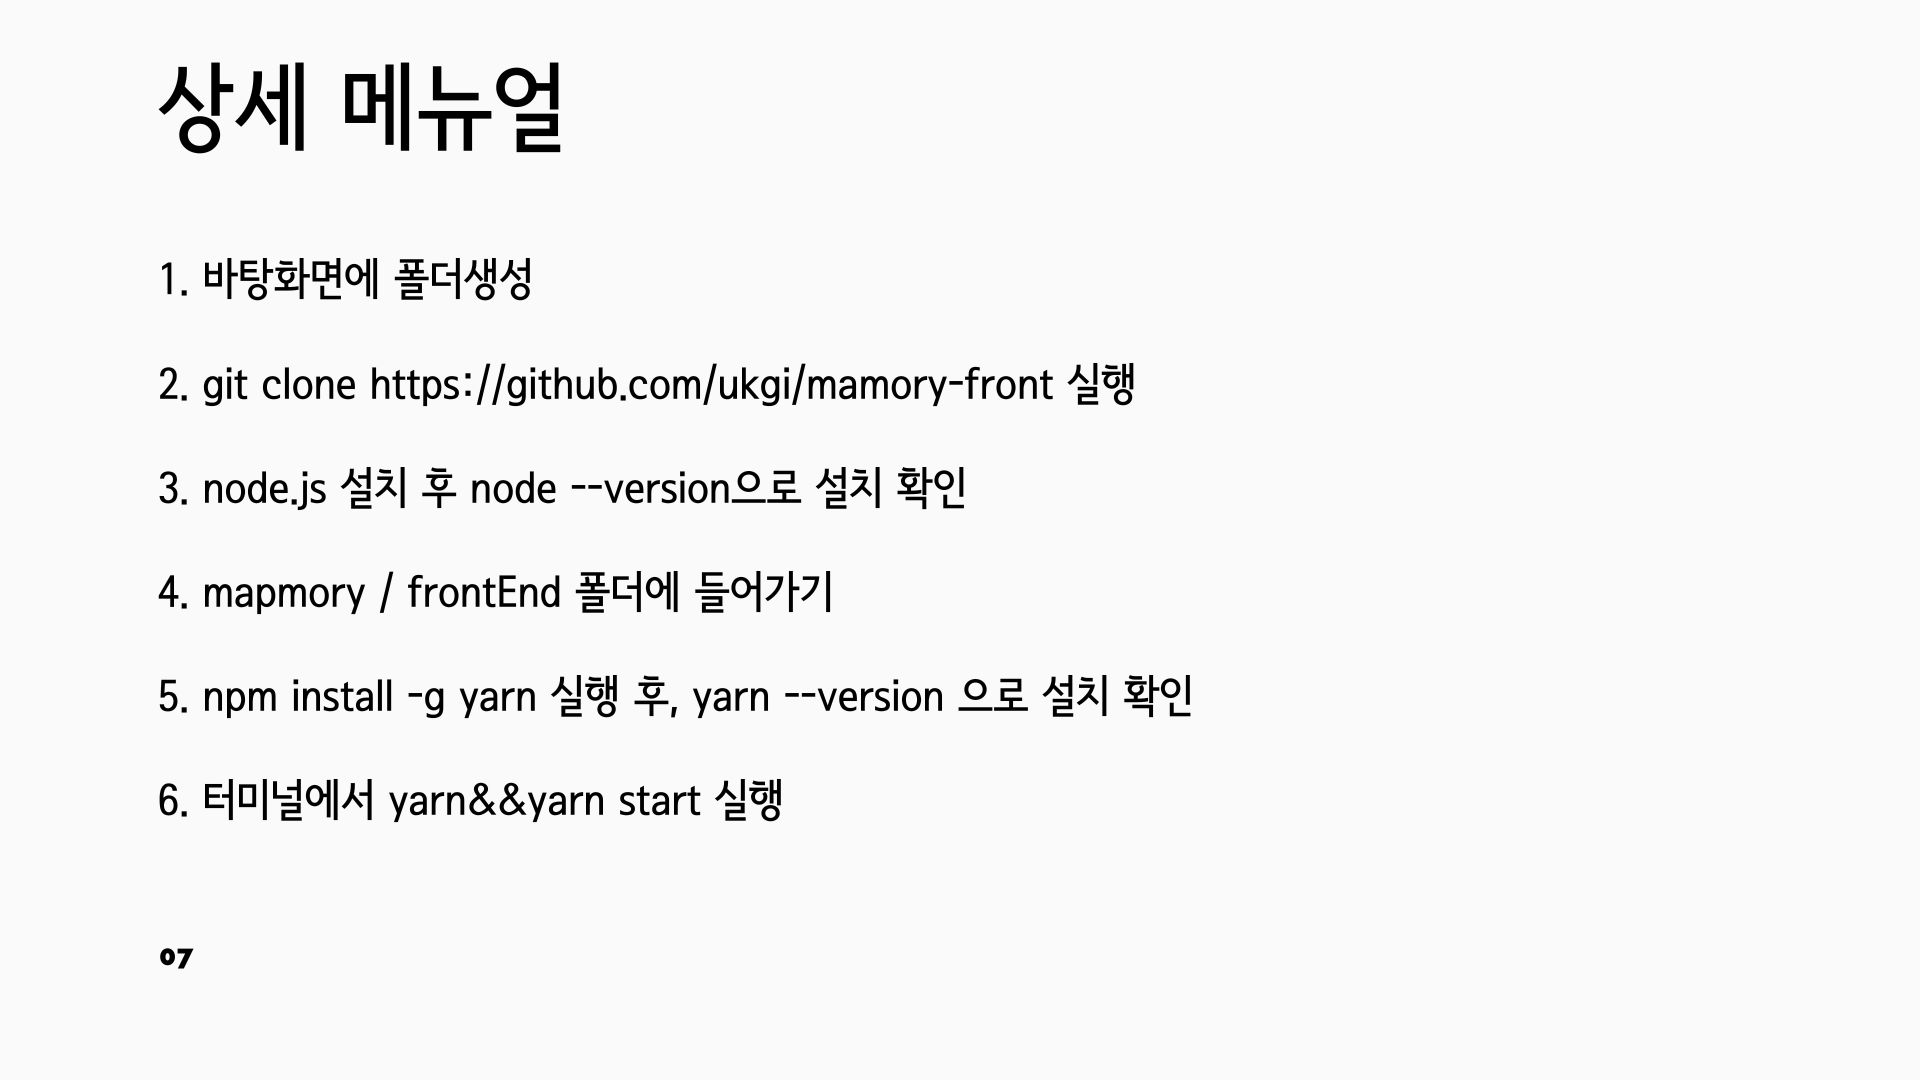 상세 메뉴얼
1. 바탕화면에 폴더생성
2. git clone https://github.com/ukgi/mamory-front 실행
3. node.js 설치 후 node --version으로 설치 확인
4. mapmory / frontEnd 폴더에 들어가기
5. npm install -g yarn 실행 후, yarn --version 으로 설치 확인
6. 터미널에서 yarn&&yarn start 실행
07